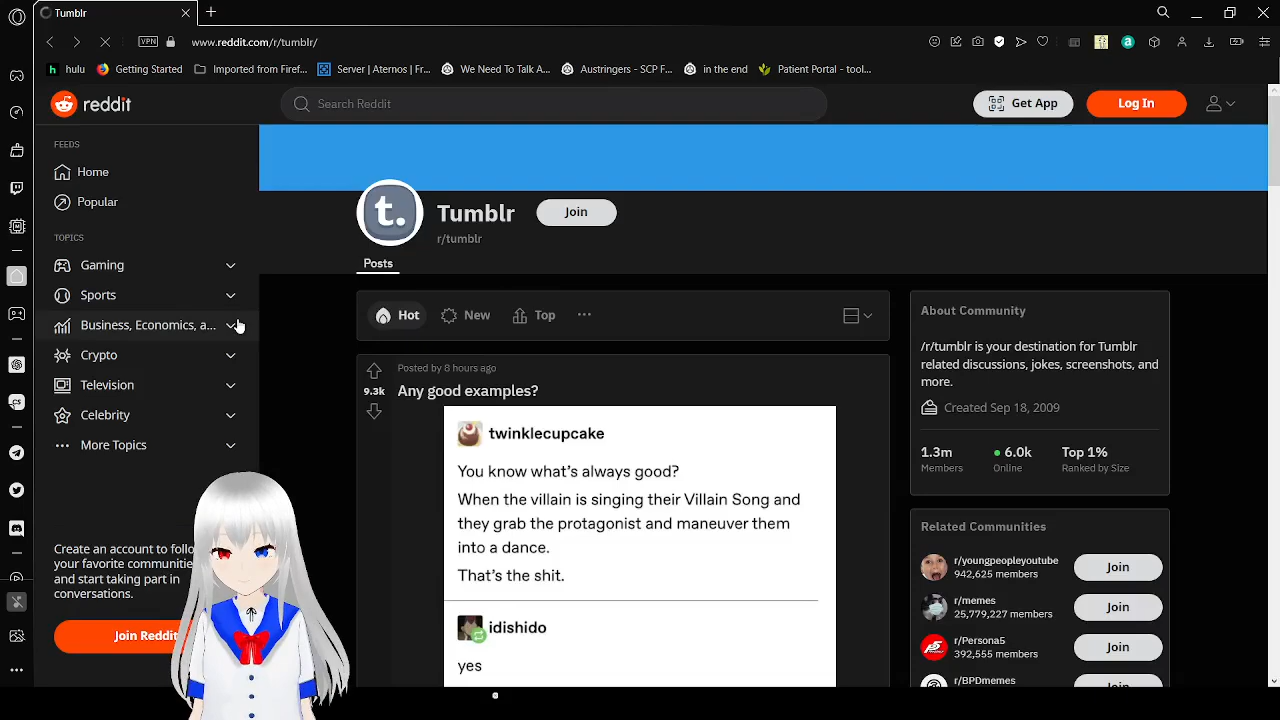 Tumblr
VPN
www.reddit.com/r/tumblr/
h hulu
Getting Started
Imported from Firef...
Server | Aternos | Fr...
We Need To Talk A...
Austringers - SCP F...
in the end
Patient Portal - tool...
reddit
Search Reddit
Get App
Log In
FEEDS
Home
Popular
TOPICS
Gaming
Sports
Business, Economics, a...
Crypto
Television
Celebrity
More Topics
Create an account to follo
your favorite communitie
and start taking part in
conversations.
Join Reddit
t.
Tumblr
Join
r/tumblr
Posts
Hot
New
Top
Posted by 8 hours ago
9.3k
Any good examples?
twinklecupcake
You know what's always good?
When the villain is singing their Villain Song and
they grab the protagonist and maneuver them
into a dance.
That's the shit.
idishido
yes
About Community
/r/tumblr is your destination for Tumblr
related discussions, jokes, screenshots, and
more.
Created Sep 18, 2009
1.3m
Members
6.0k
Online
Top 1%
Ranked by Size
Related Communities
r/youngpeopleyoutube
942,625 members
Join
r/memes
25,779,227 members
Join
r/Persona5
392,555 members
Join
r/BPDmemes
Join